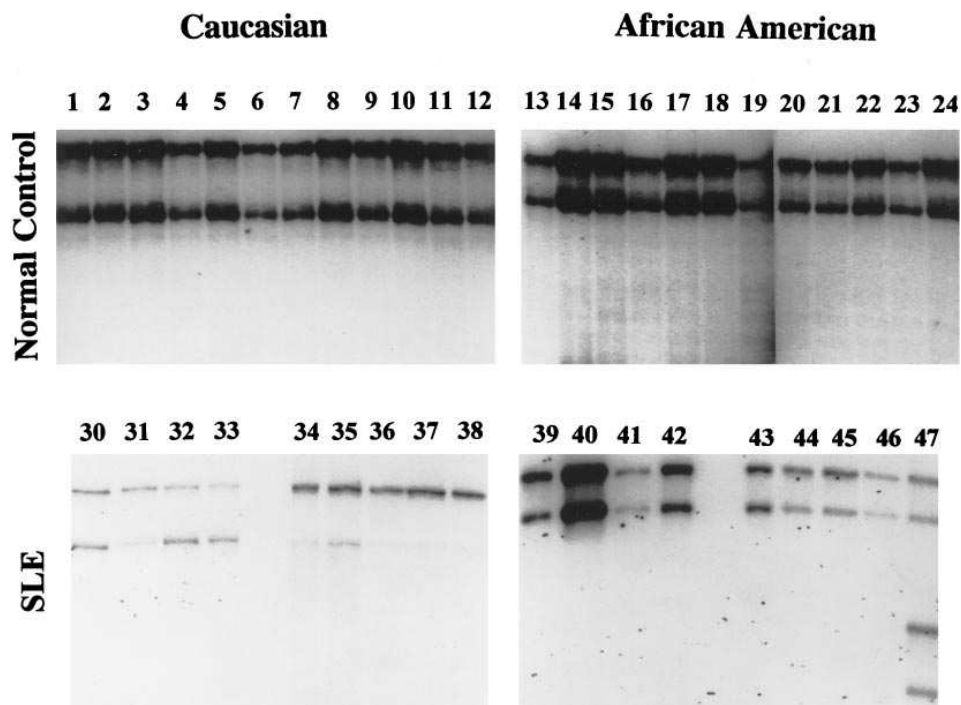 Caucasian
African American
1 2 3 4 5 6 7 8 9 10 11 12
13 14 15 16 17 18 19 20 21 22 23 24
Normal Control
30 31 32 33 34 35 36 37 38
39 40 41 42 43 44 45 46 47
SLE